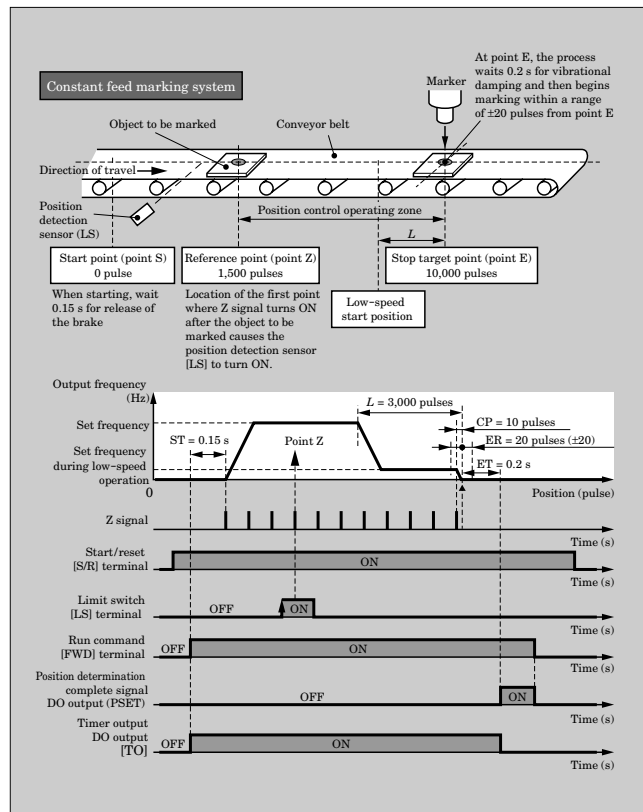 Constant feed marking system
Marker
At point E, the process
waits 0.2 s for vibrational
damping and then begins
marking within a range
of ±20 pulses from point E
Object to be marked
Conveyor belt
Direction of travel
Position
detection
sensor (LS)
Position control operating zone
L
Start point (point S)
0 pulse
Reference point (point Z)
1,500 pulses
Stop target point (point E)
10,000 pulses
When starting, wait
0.15 s for release of
the brake
Location of the first point
where Z signal turns ON
after the object to be
marked causes the
position detection sensor
[LS] to turn ON.
Low-speed
start position
Output frequency
(Hz)
L = 3,000 pulses
CP = 10 pulses
Set frequency
ST = 0.15 s
Point Z
ER = 20 pulses (±20)
Set frequency
during low-speed
operation
ET = 0.2 s
0
Position (pulse)
Z signal
Time (s)
Start/reset
[S/R] terminal
ON
Time (s)
Limit switch
[LS] terminal
OFF
ON
Time (s)
Run command
[FWD] terminal
OFF
ON
Time (s)
Position determination
complete signal
DO output (PSET)
OFF
ON
Time (s)
Timer output
DO output
[TO]
OFF
ON
Time (s)